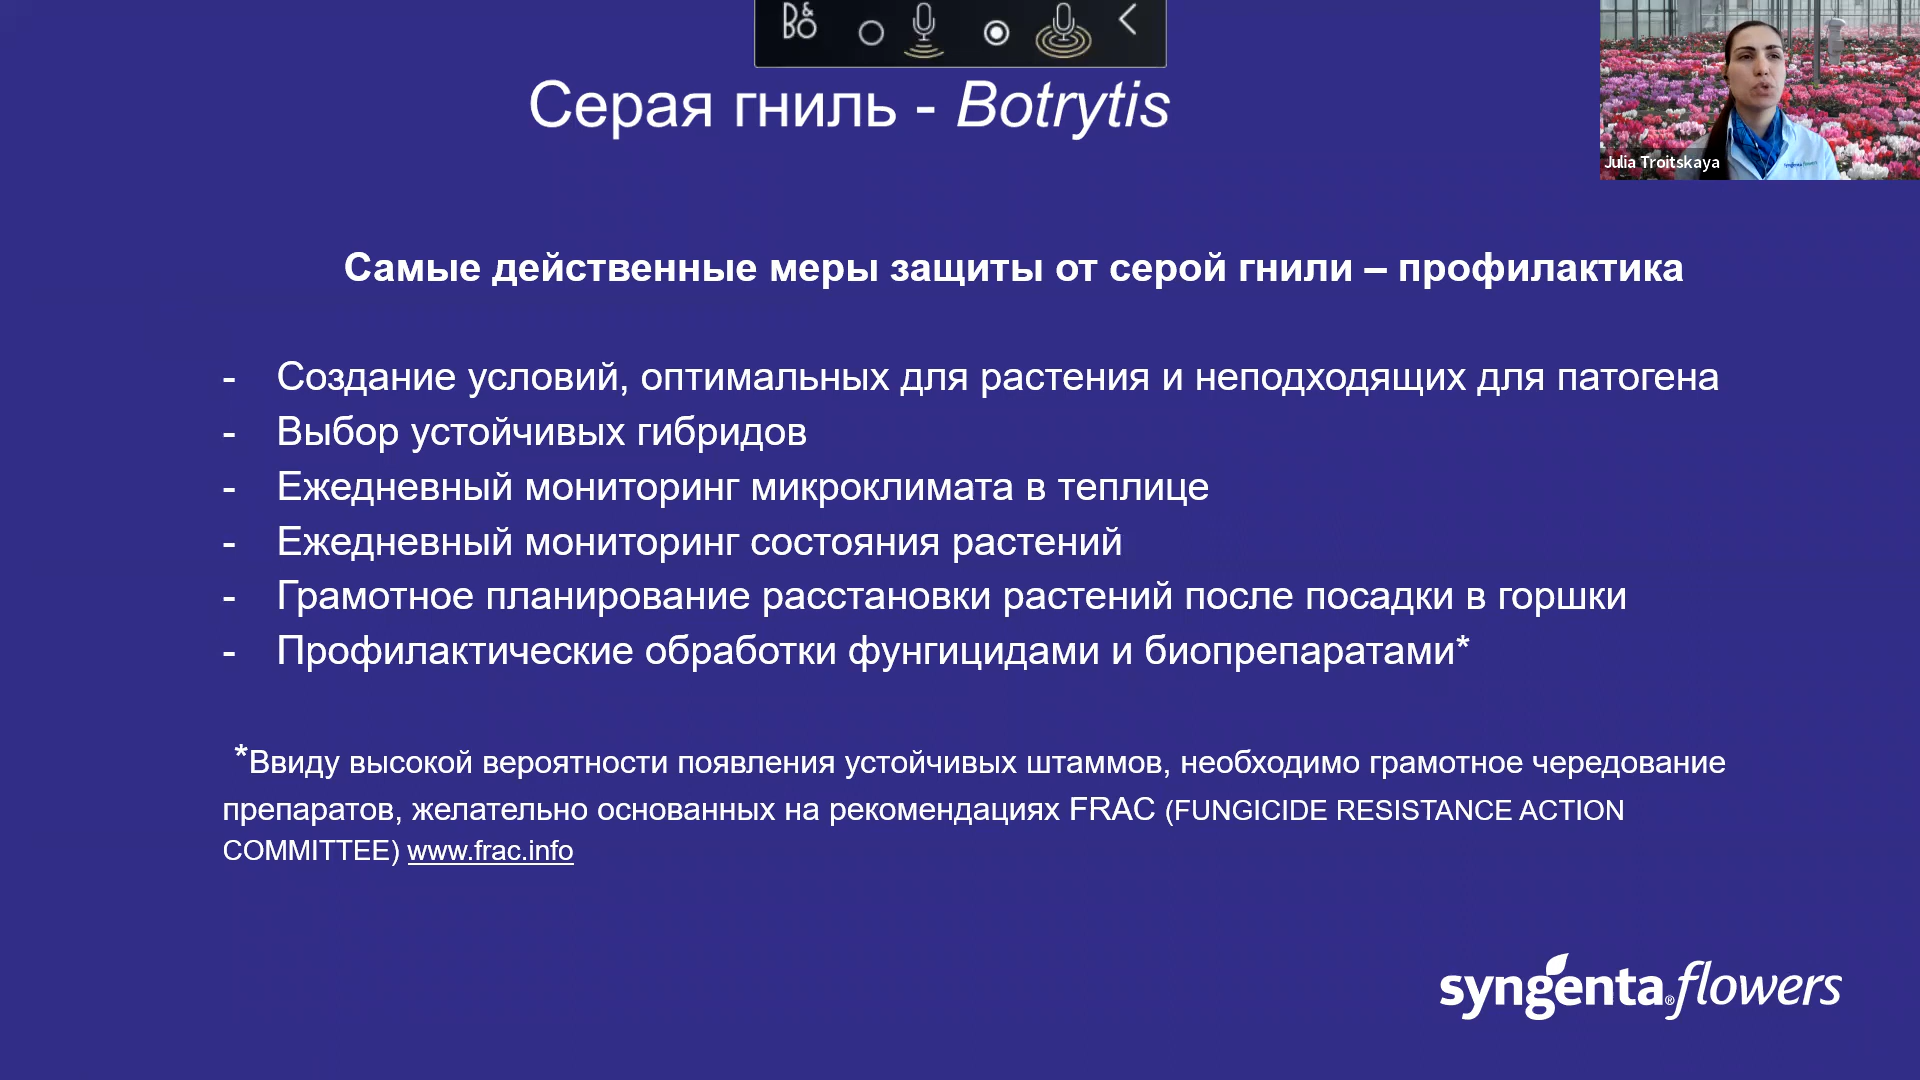 B&O
Серая гниль - Botrytis
Julia Troitskaya
Самые действенные меры защиты от серой гнили – профилактика
- Создание условий, оптимальных для растения и неподходящих для патогена
- Выбор устойчивых гибридов
- Ежедневный мониторинг микроклимата в теплице
- Ежедневный мониторинг состояния растений
- Грамотное планирование расстановки растений после посадки в горшки
- Профилактические обработки фунгицидами и биопрепаратами*
*Ввиду высокой вероятности появления устойчивых штаммов, необходимо грамотное чередование
препаратов, желательно основанных на рекомендациях FRAC (FUNGICIDE RESISTANCE ACTION
COMMITTEE) www.frac.info
syngenta® flowers